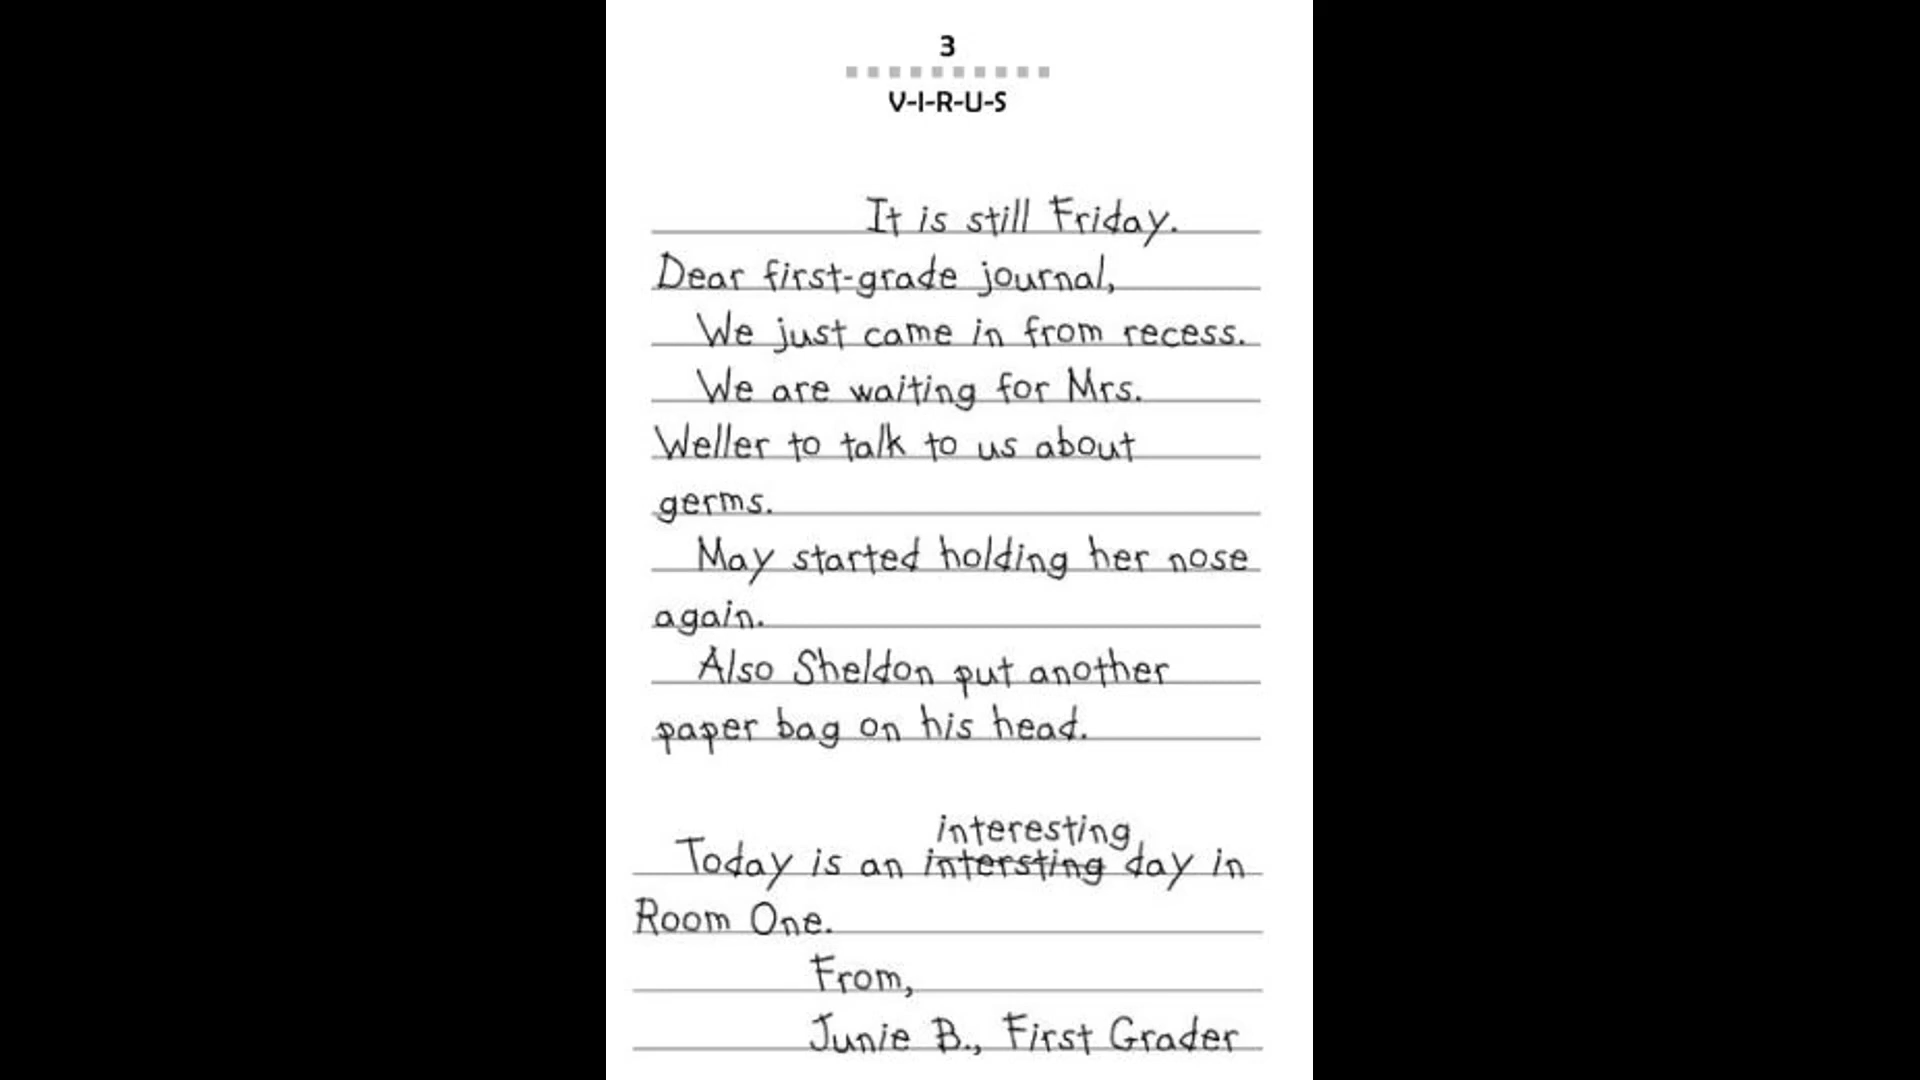 3
V-I-R-U-S
It is still Friday.
Dear first-grade journal,
We just came in from recess.
We are waiting for Mrs.
Weller to talk to us about
germs.
May started holding her nose
again.
Also Sheldon put another
paper bag on his head.
interesting
Today is an intersting day in
Room One.
From,
Junie B., First Grader